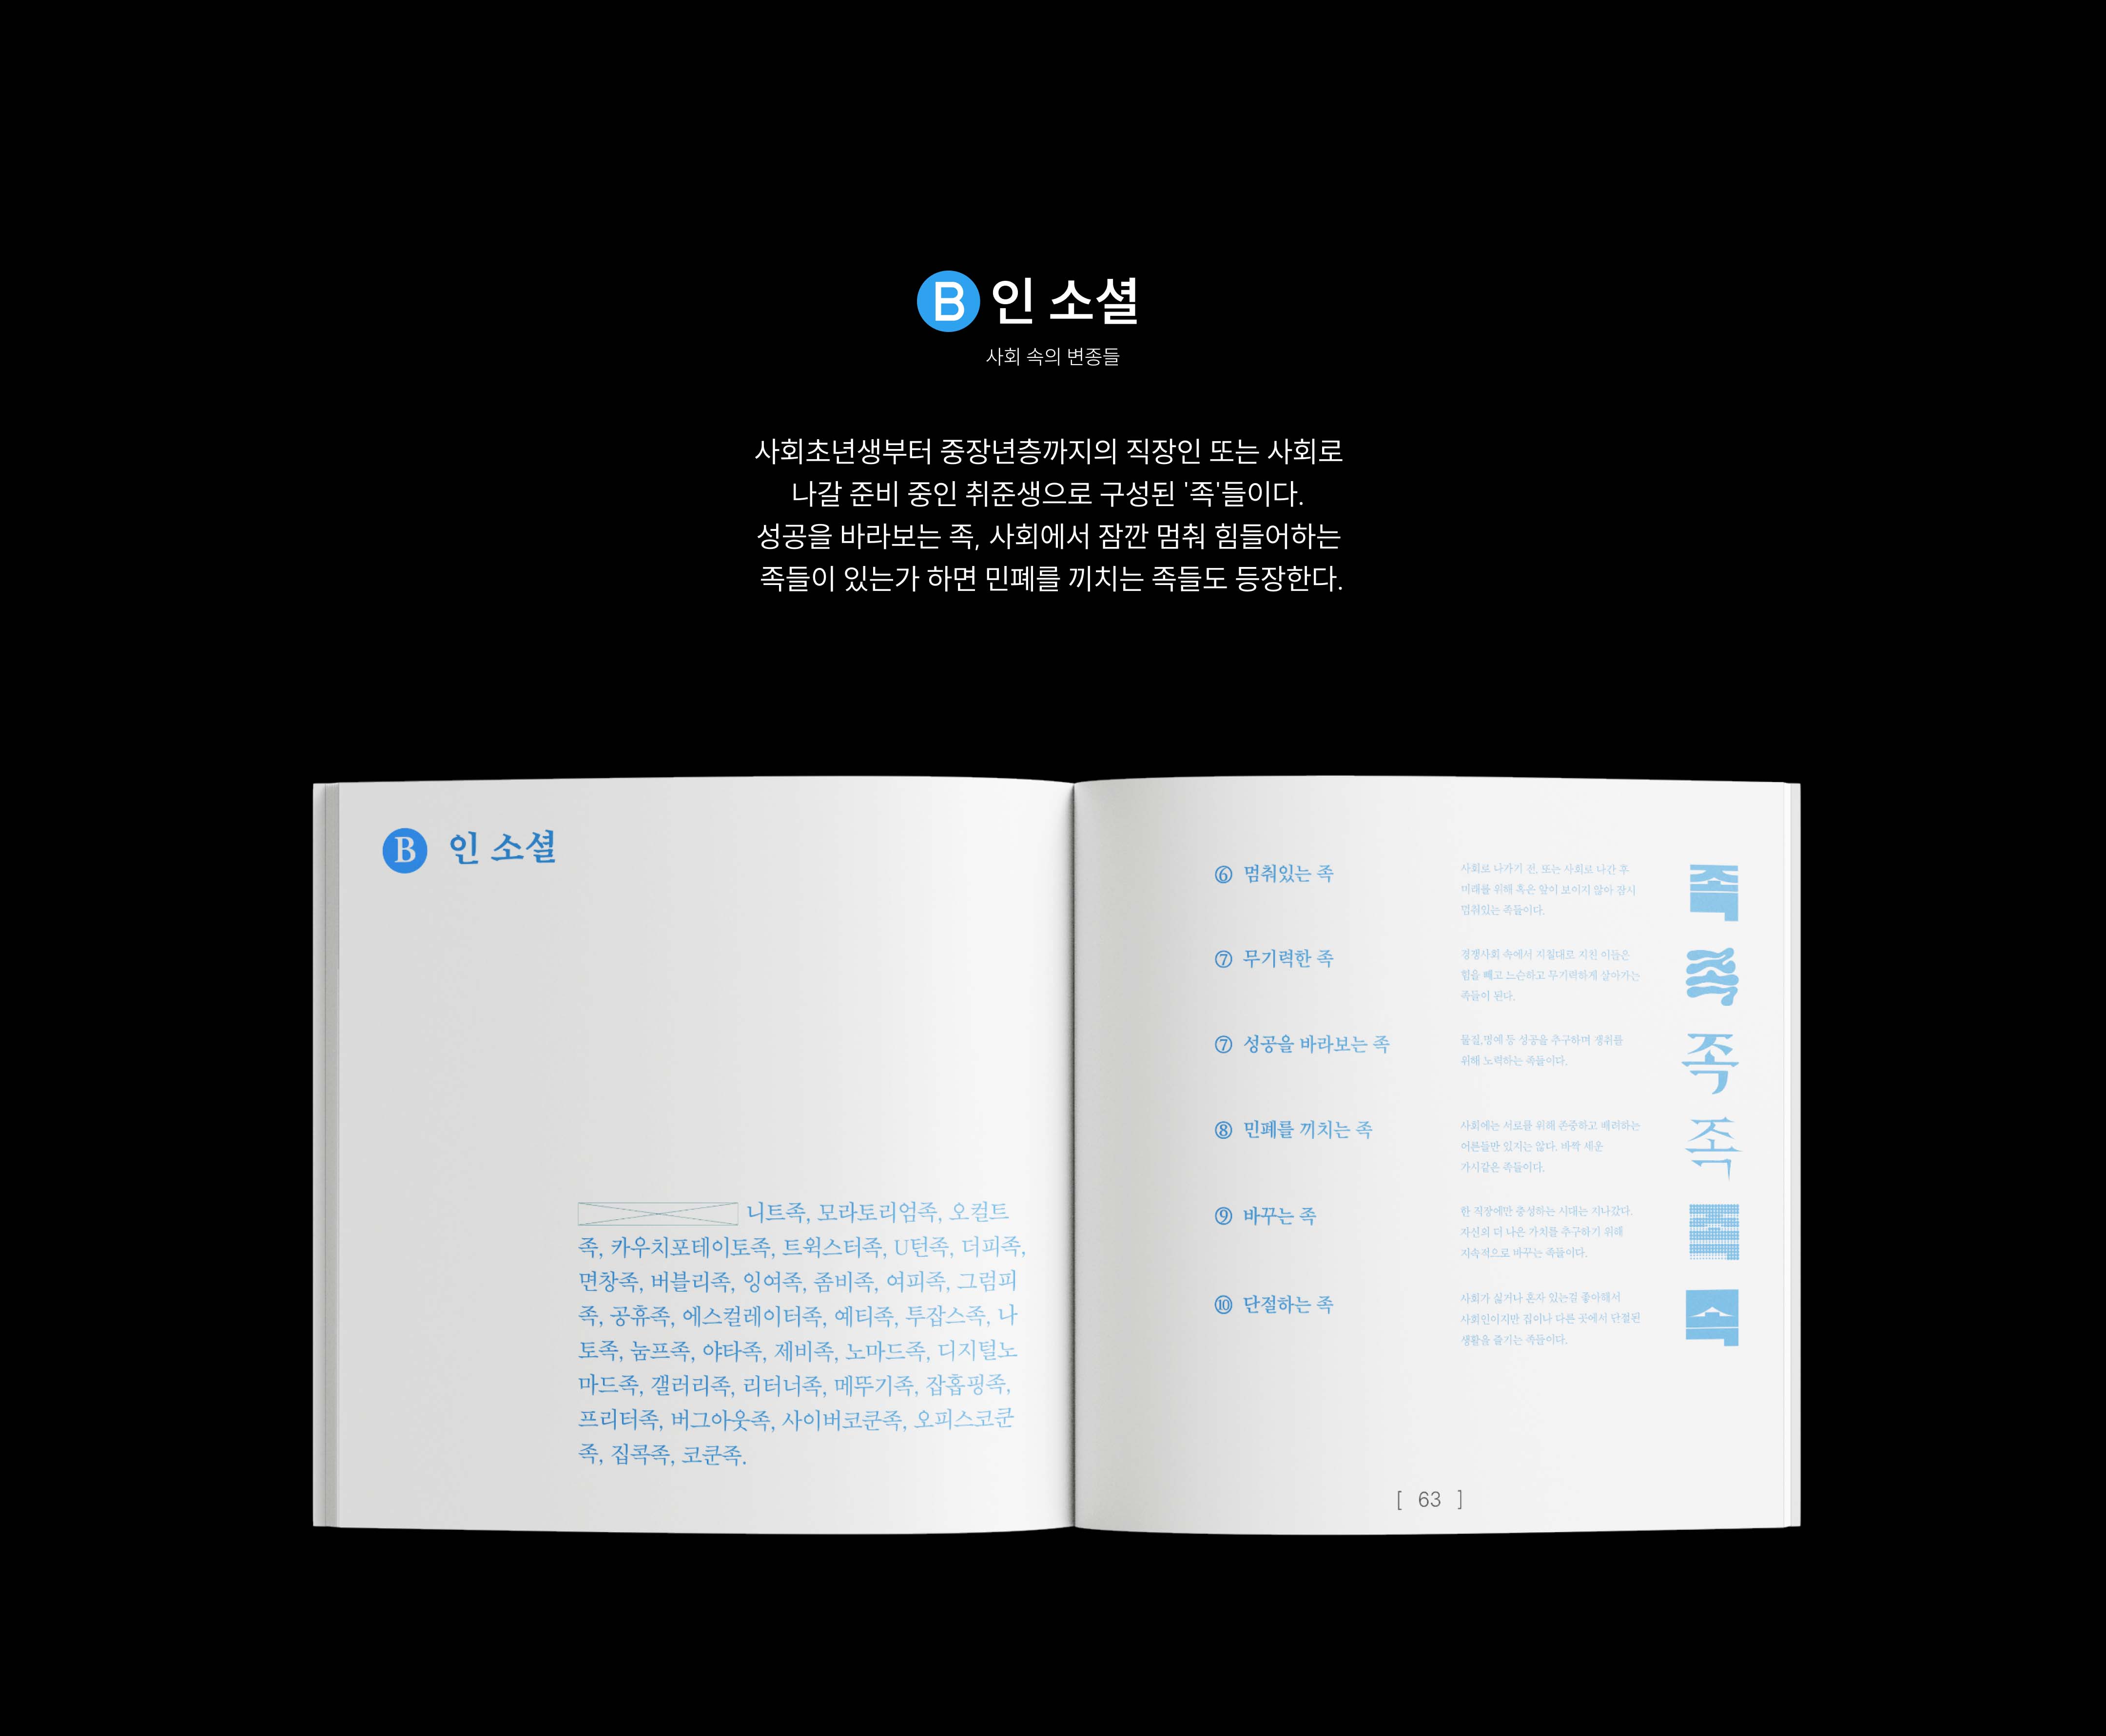 B 인 소셜
사회 속의 변종들
사회초년생부터 중장년층까지의 직장인 또는 사회로
나갈 준비 중인 취준생으로 구성된 '족'들이다.
성공을 바라보는 족, 사회에서 잠깐 멈춰 힘들어하는
족들이 있는가 하면 민폐를 끼치는 족들도 등장한다.
B 인 소셜
니트족, 모라토리엄족, 오컬트
족, 카우치포테이토족, 트윅스터족, U턴족, 더피족,
면창족, 버블리족, 잉여족, 좀비족, 여피족, 그럼피
족, 공휴족, 에스컬레이터족, 예티족, 투잡스족, 나
토족, 눔프족, 야타족, 제비족, 노마드족, 디지털노
마드족, 갤러리족, 리터너족, 메뚜기족, 잡홉핑족,
프리터족, 버그아웃족, 사이버코쿤족, 오피스코쿤
족, 집콕족, 코쿤족.
⑥ 멈춰있는 족
사회로 나가기 전, 또는 사회로 나간 후
미래를 위해 혹은 앞이 보이지 않아 잠시
멈춰있는 족들이다.
족
⑦ 무기력한 족
경쟁사회 속에서 지칠대로 지친 이들은
힘을 빼고 느슨하고 무기력하게 살아가는
족들이 된다.
족
⑦ 성공을 바라보는 족
물질,명예 등 성공을 추구하며 쟁취를
위해 노력하는 족들이다.
족
⑧ 민폐를 끼치는 족
사회에는 서로를 위해 존중하고 배려하는
어른들만 있지는 않다. 바짝 세운
가시같은 족들이다.
족
⑨ 바꾸는 족
한 직장에만 충성하는 시대는 지나갔다.
자신의 더 나은 가치를 추구하기 위해
지속적으로 바꾸는 족들이다.
족
⑩ 단절하는 족
사회가 싫거나 혼자 있는걸 좋아해서
사회인이지만 집이나 다른 곳에서 단절된
생활을 즐기는 족들이다.
족
[ 63 ]